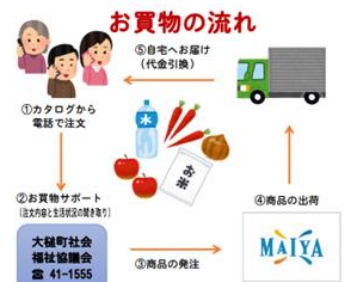 お買物の流れ
⑤自宅へお届け
（代金引換）
①カタログから
電話で注文
水
お米
②お買物サポート
（注文内容と生活状況の聞き取り）
④商品の出荷
大槌町社会
福祉協議会
☎ 41-1555
③商品の発注
MAIYA